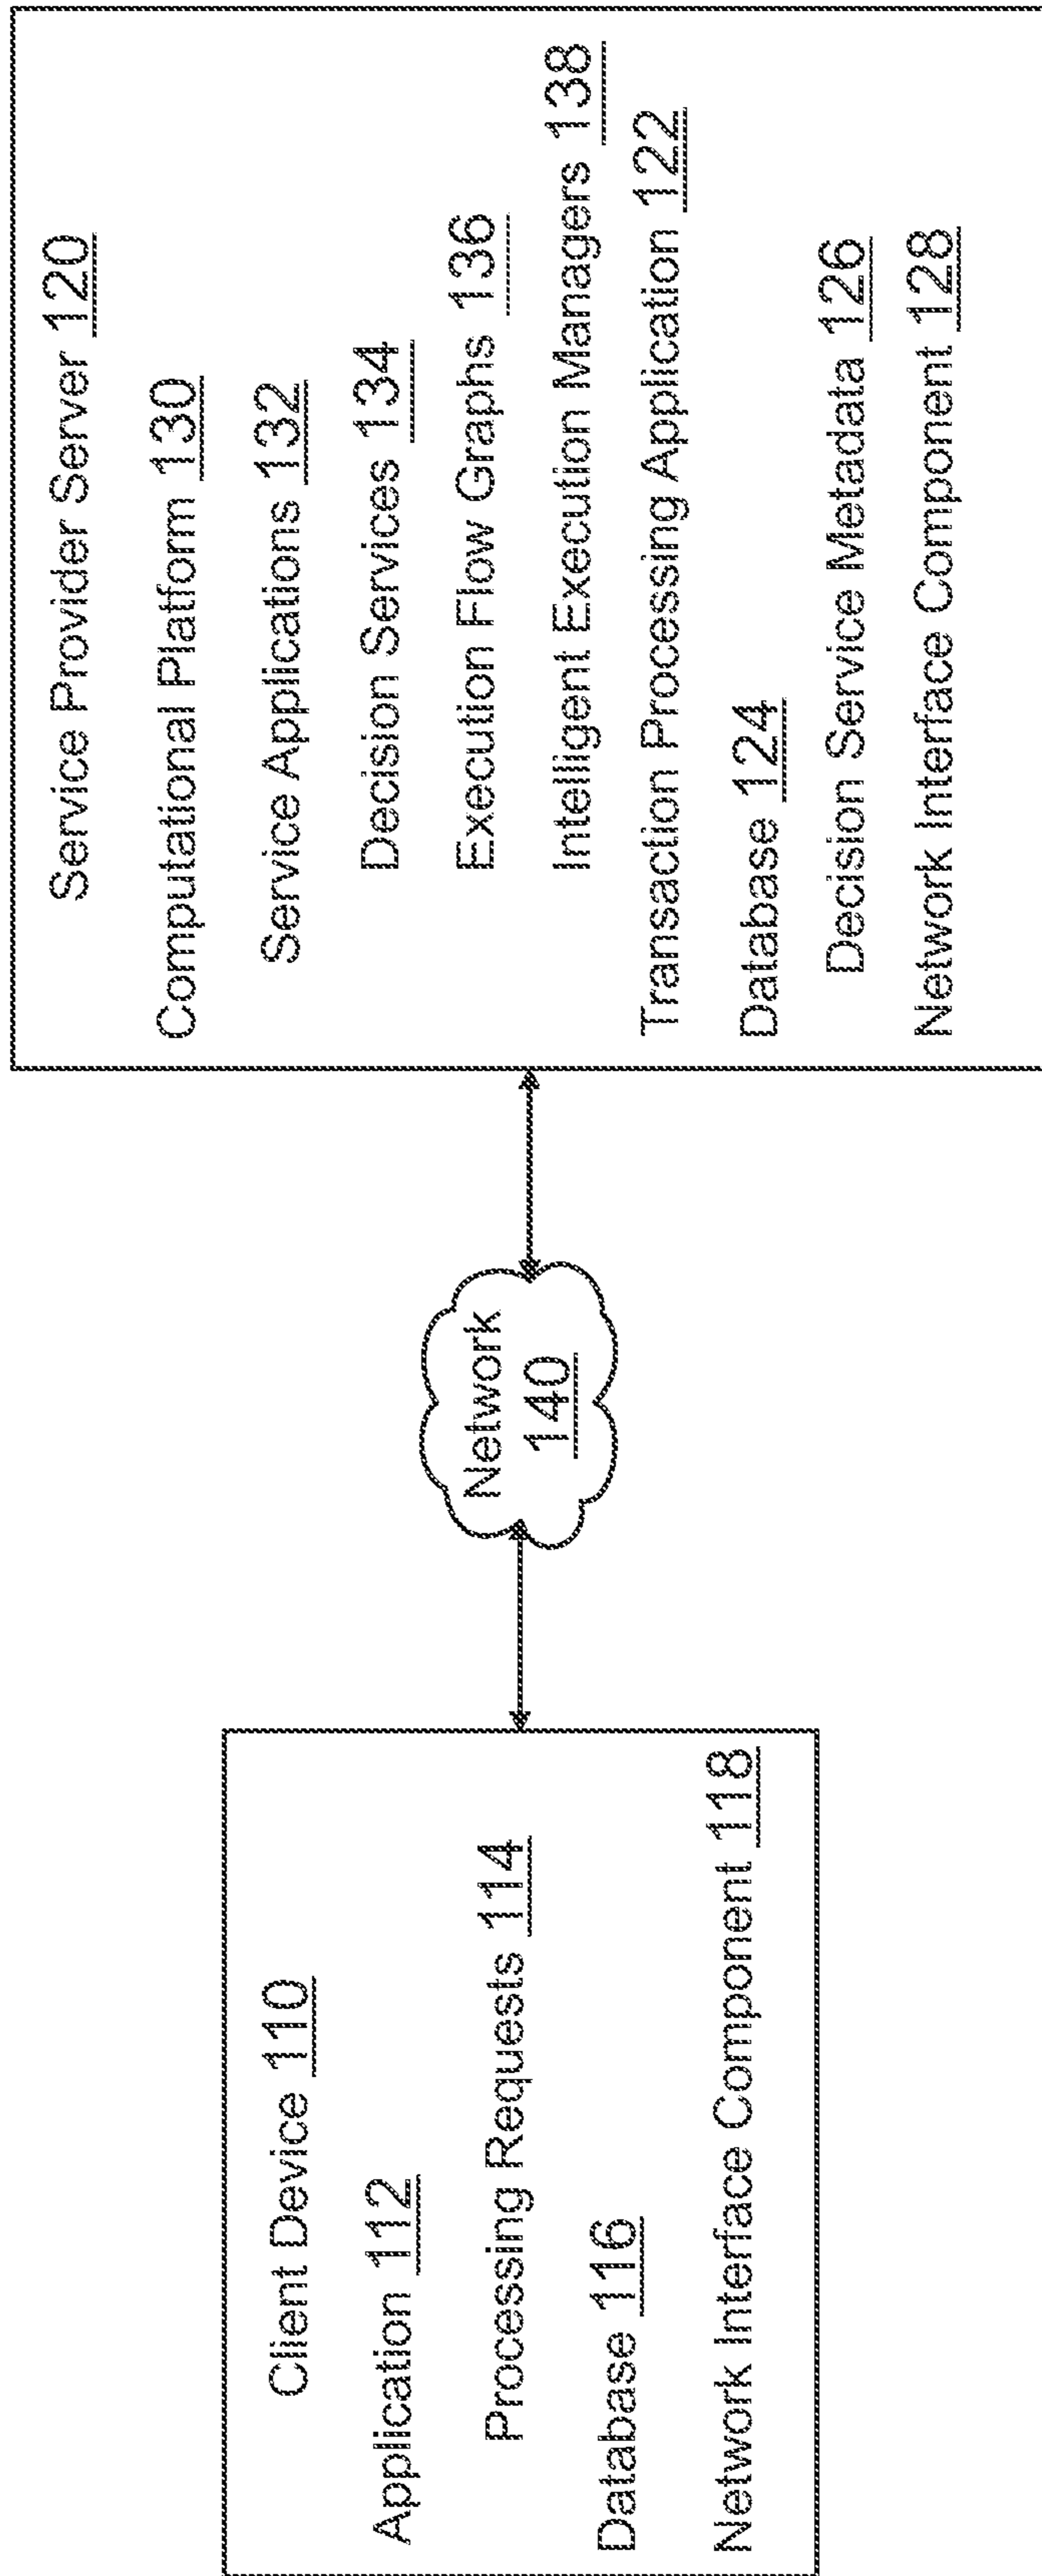 Client Device 110
Application 112
Processing Requests 114
Database 116
Network Interface Component 118
Network
140
Service Provider Server 120
Computational Platform 130
Service Applications 132
Decision Services 134
Execution Flow Graphs 136
Intelligent Execution Managers 138
Transaction Processing Application 122
Database 124
Decision Service Metadata 126
Network Interface Component 128